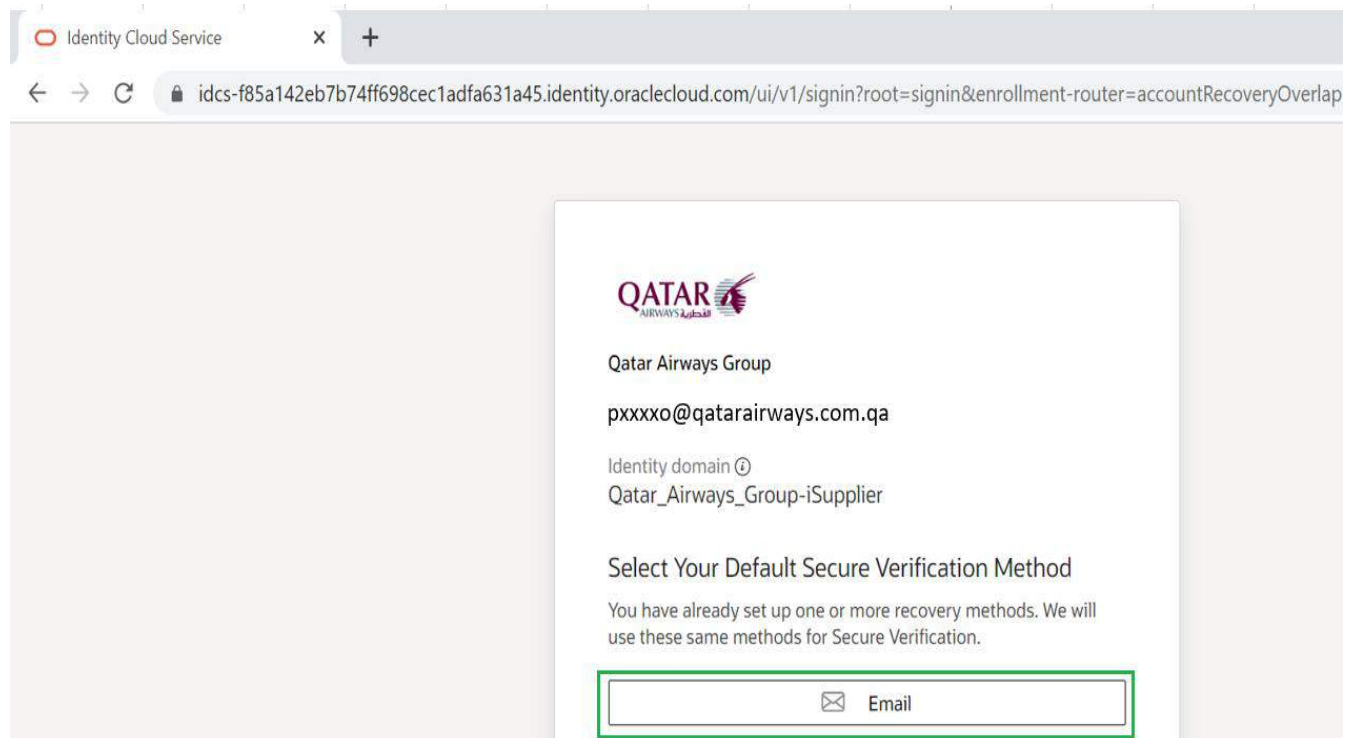 Identity Cloud Service
idcs-f85a142eb7b74ff698cec1adfa631a45.identity.oraclecloud.com/ui/v1/signin?root=signin&enrollment-router=accountRecoveryOverlap
QATAR
AIRWAYS القطرية
Qatar Airways Group
pxxxxo@qatarairways.com.qa
Identity domain
Qatar_Airways_Group-iSupplier
Select Your Default Secure Verification Method
You have already set up one or more recovery methods. We will
use these same methods for Secure Verification.
Email